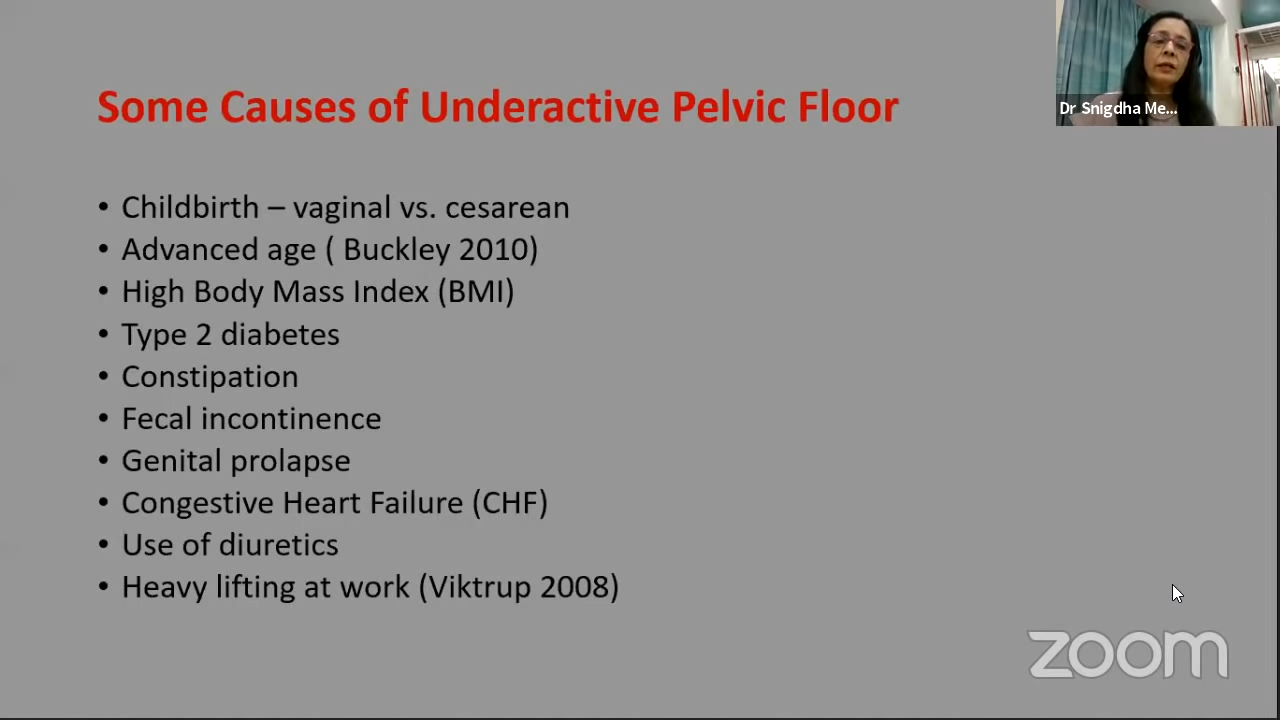 Some Causes of Underactive Pelvic Floor
Dr Snigdha Me...
• Childbirth – vaginal vs. cesarean
• Advanced age ( Buckley 2010)
• High Body Mass Index (BMI)
• Type 2 diabetes
• Constipation
• Fecal incontinence
• Genital prolapse
• Congestive Heart Failure (CHF)
• Use of diuretics
• Heavy lifting at work (Viktrup 2008)
zoom